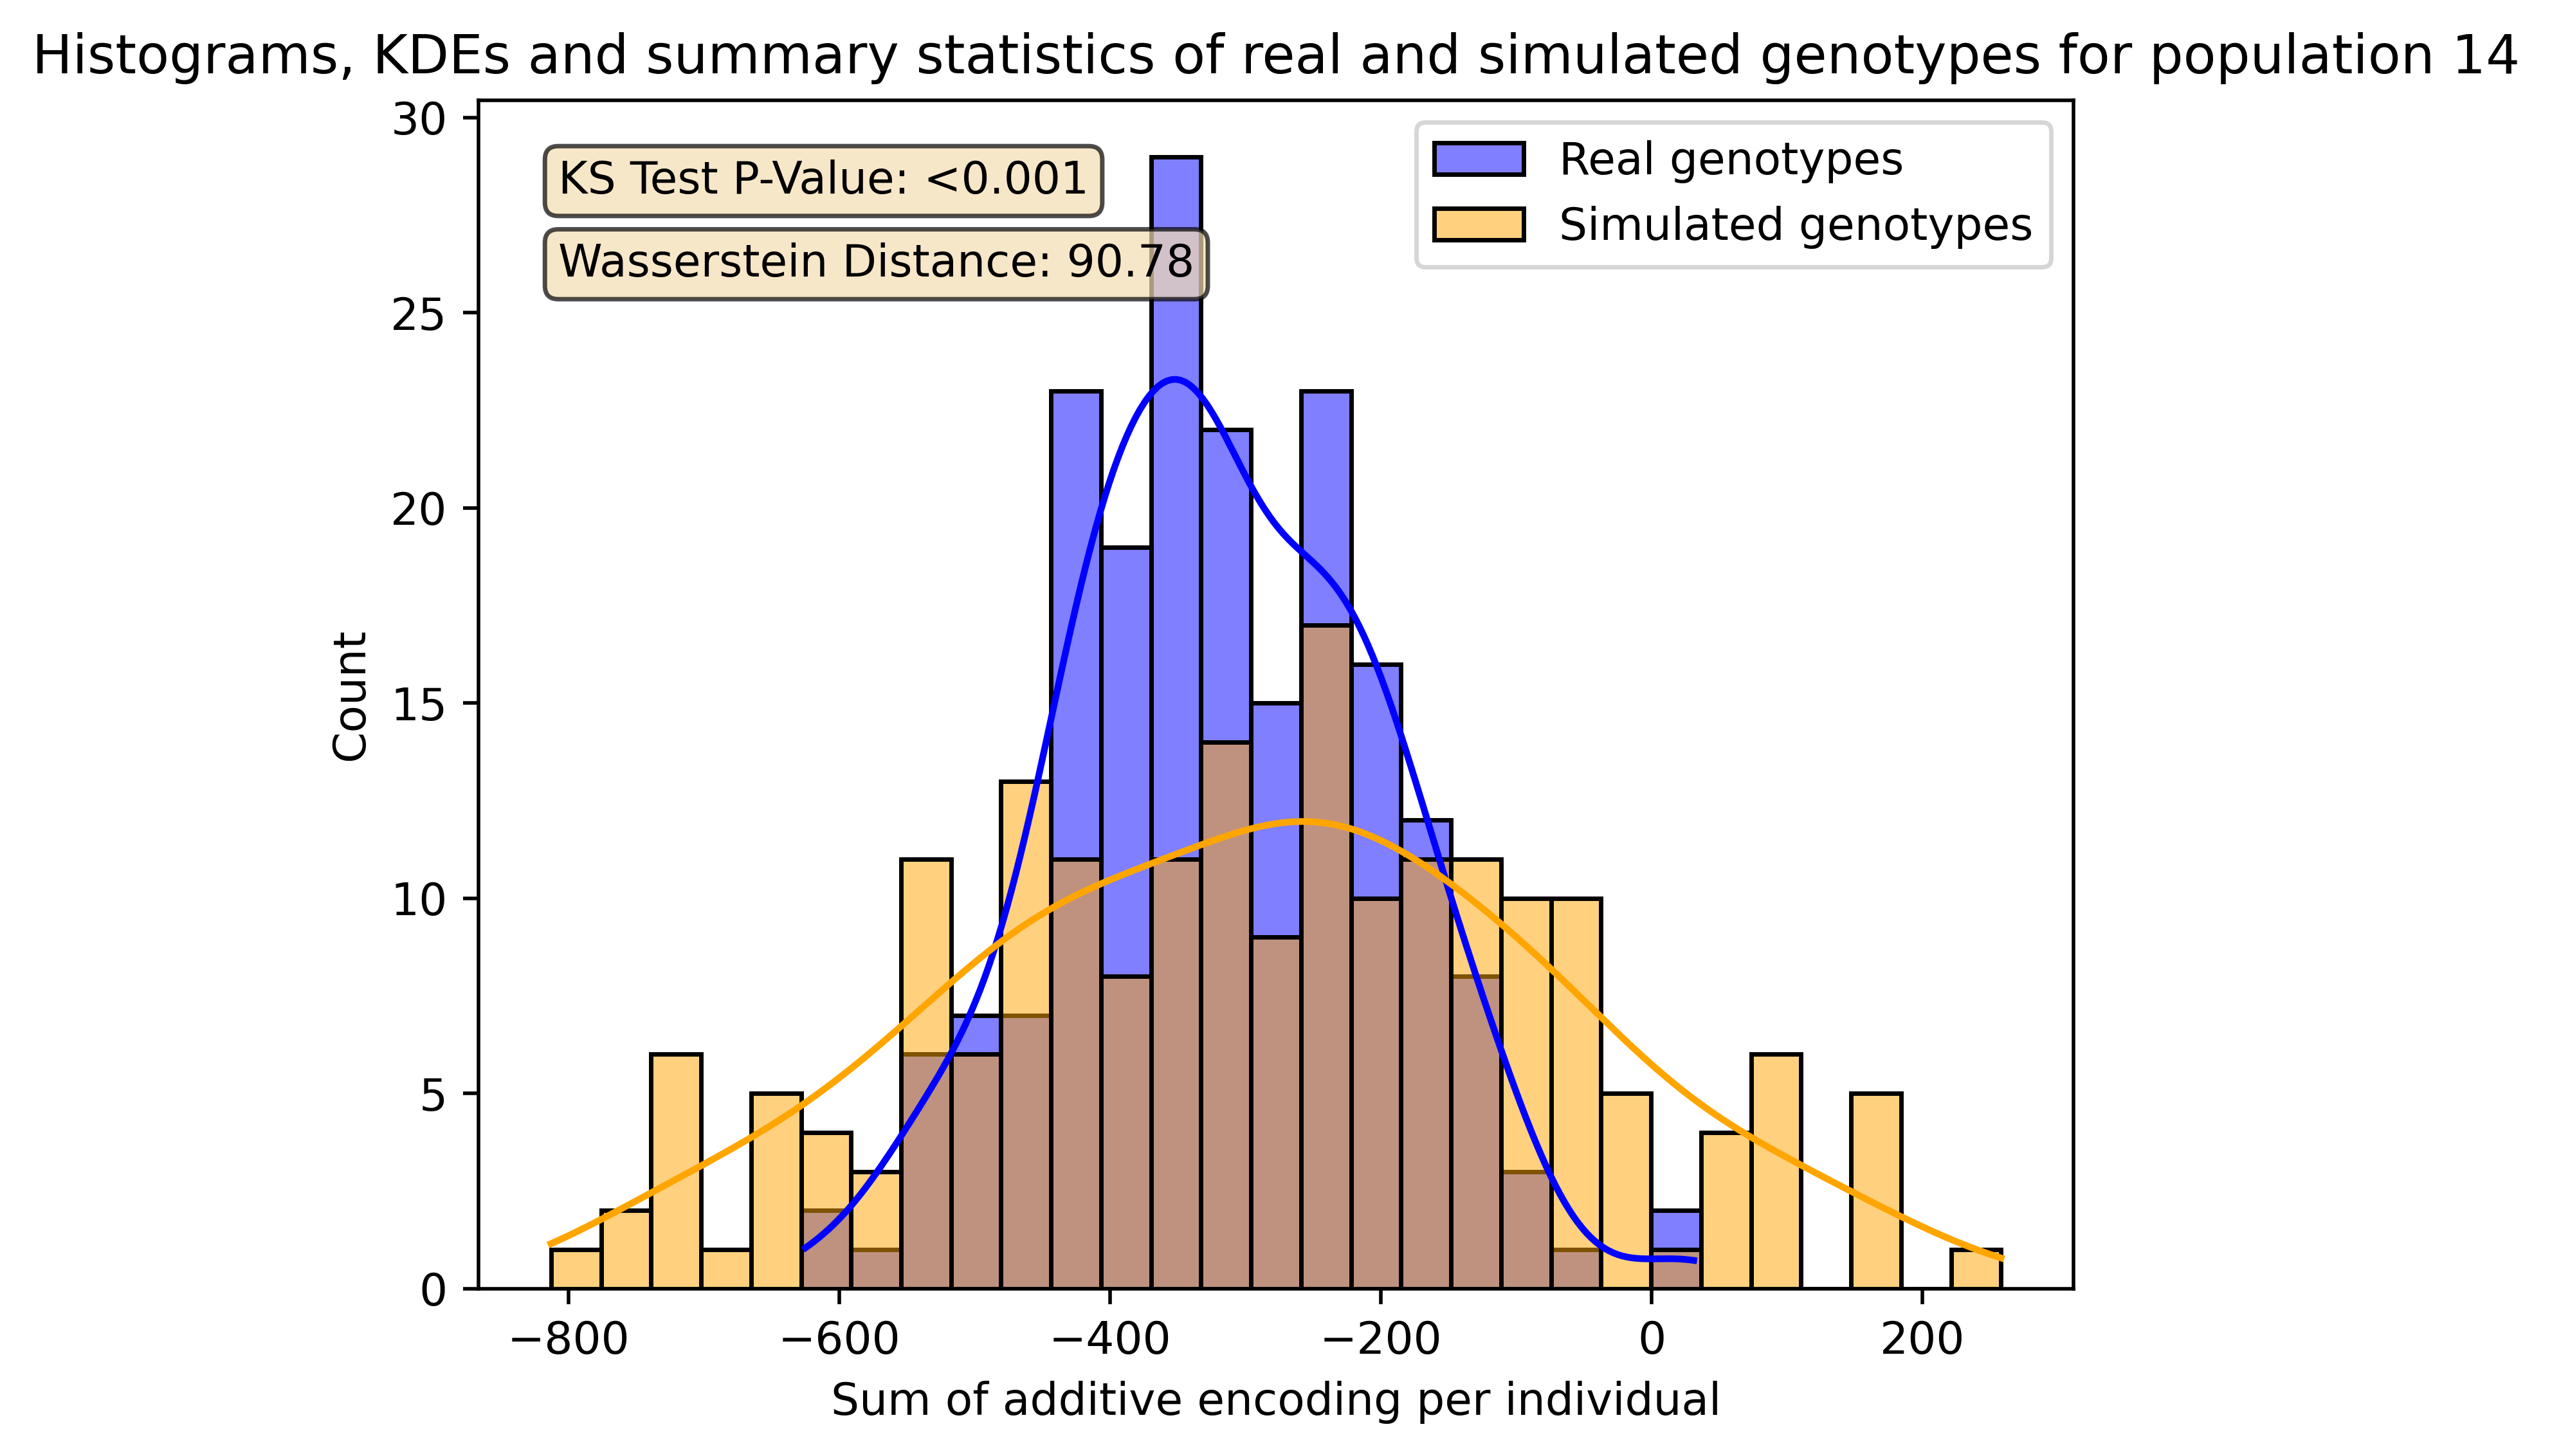 Histograms, KDEs and summary statistics of real and simulated genotypes for population 14
KS Test P-Value: <0.001
Wasserstein Distance: 90.78
Real genotypes
Simulated genotypes
30
25
20
15
10
5
0
Count
−800 −600 −400 −200 0 200
Sum of additive encoding per individual